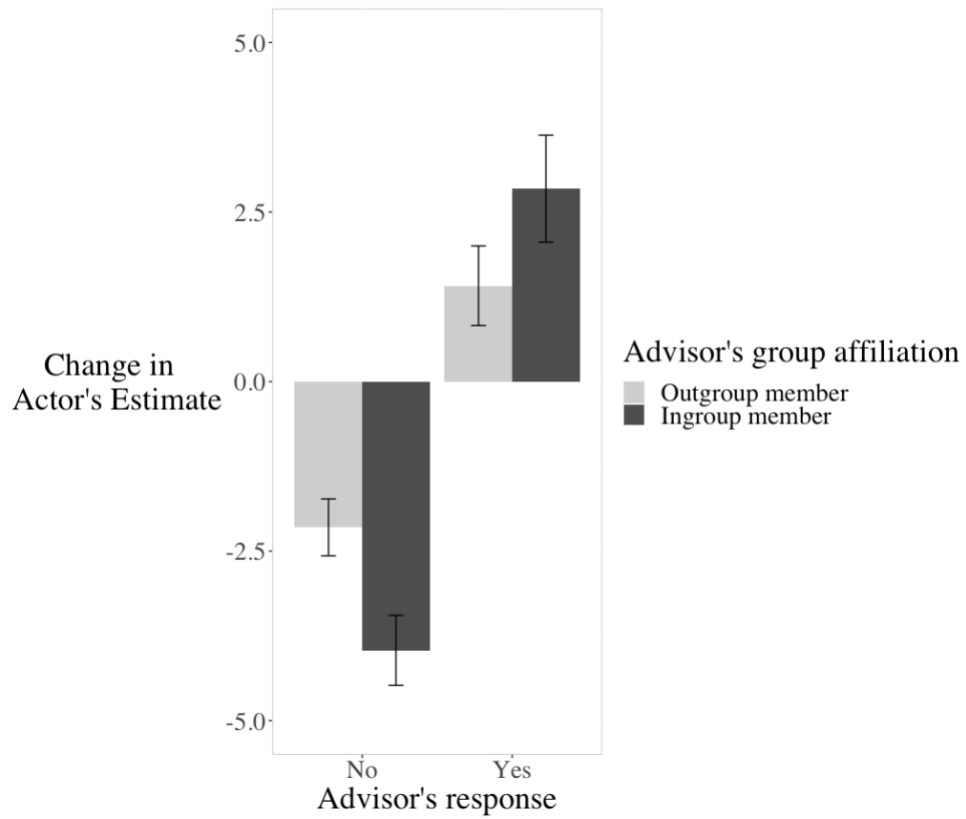 5.0
2.5
Change in
Actor's Estimate
0.0
-2.5
-5.0
No
Yes
Advisor's response
Advisor's group affiliation
Outgroup member
Ingroup member